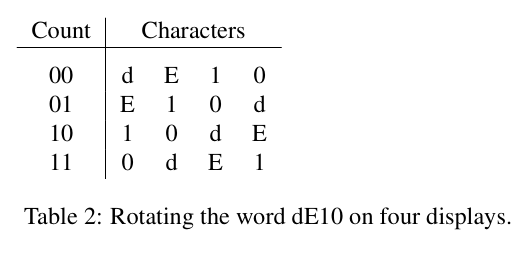 Count Characters
00 d E 1 0
01 E 1 0 d
10 1 0 d E
11 0 d E 1
Table 2: Rotating the word dE10 on four displays.